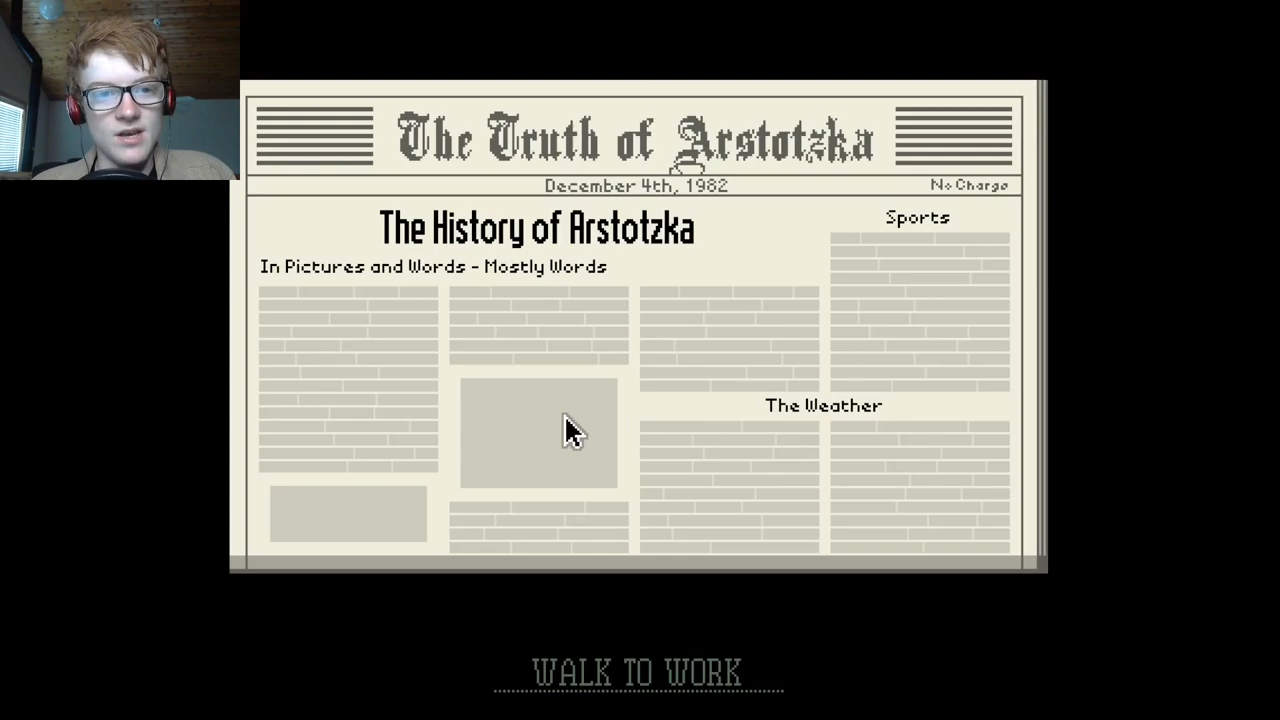 The Truth of Arstotzka
December 4th, 1982
No Charge
The History of Arstotzka
In Pictures and Words - Mostly Words
Sports
The Weather
WALK TO WORK